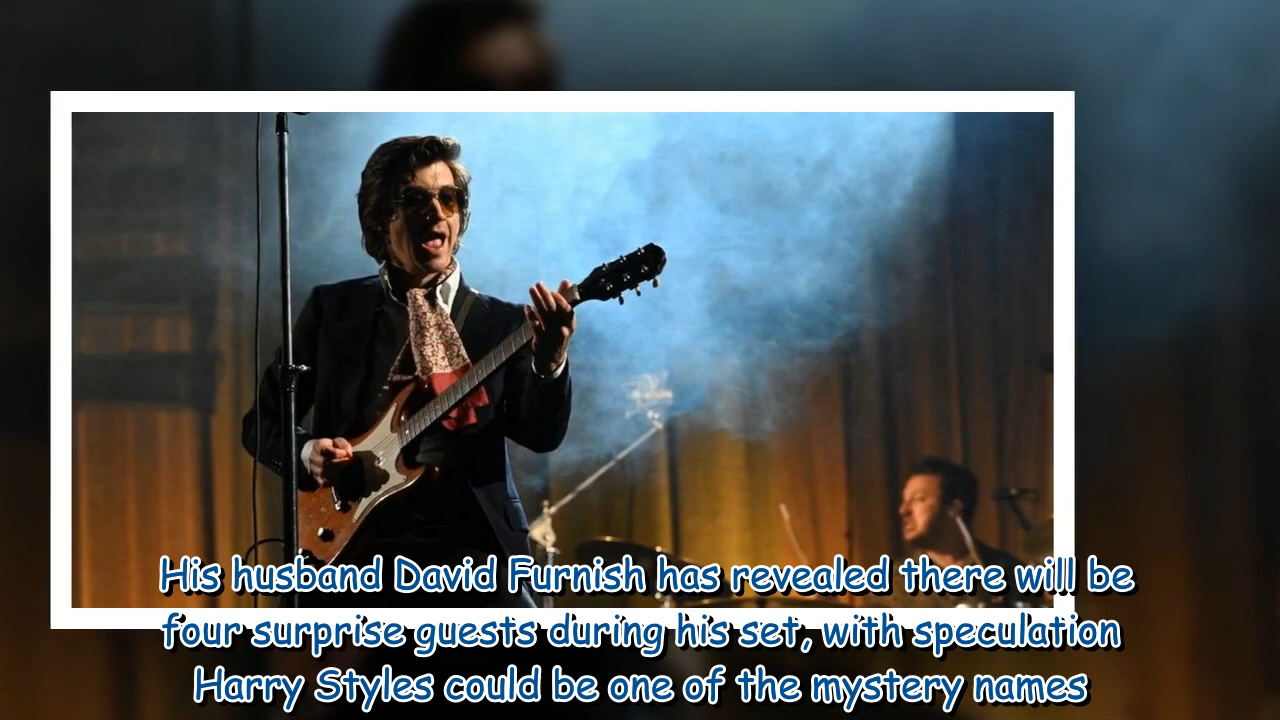 His husband David Furnish has revealed there will be
four surprise guests during his set, with speculation
Harry Styles could be one of the mystery names